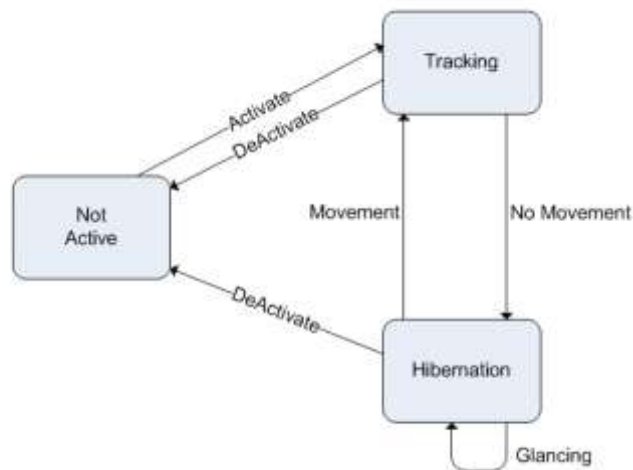 Tracking
Activate
DeActivate
Not
Active
Movement
No Movement
DeActivate
Hibernation
Glancing